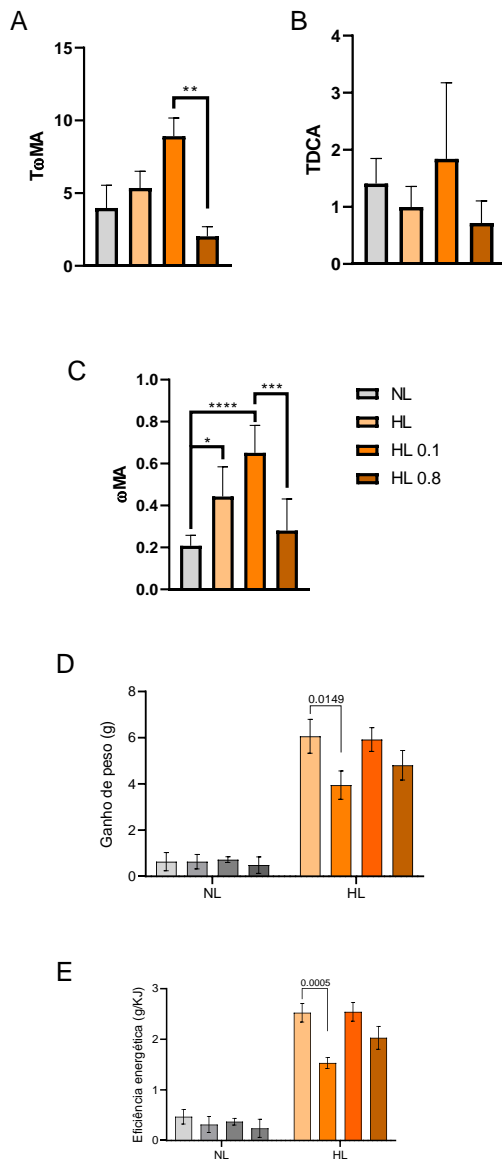 A
TωMA
15
10
5
0
**
B
TDCA
4
3
2
1
0
C
ωMA
1.0
0.8
0.6
0.4
0.2
0.0
*
****
***
NL
HL
HL 0.1
HL 0.8
D
Ganho de peso (g)
8
6
4
2
0
0.0149
NL
HL
E
Eficiência energética (g/KJ)
3
2
1
0
0.0005
NL
HL